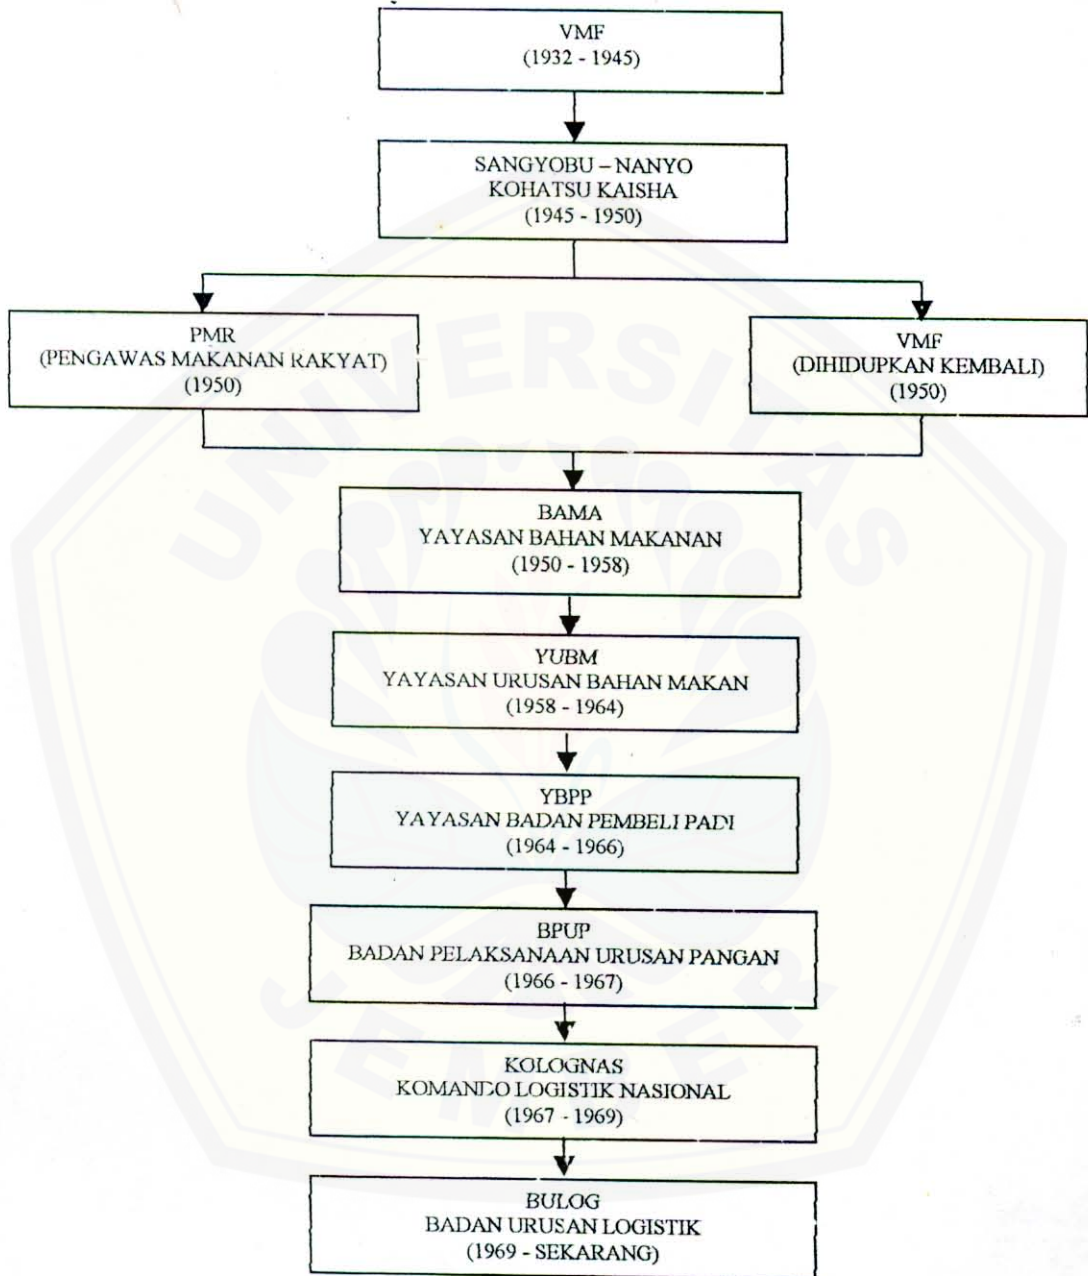 VMF
(1932 - 1945)
SANGYOBU – NANYO
KOHATSU KAISHA
(1945 - 1950)
PMR
(PENGAWAS MAKANAN RAKYAT)
(1950)
VMF
(DIHIDUPKAN KEMBALI)
(1950)
BAMA
YAYASAN BAHAN MAKANAN
(1950 - 1958)
YUBM
YAYASAN URUSAN BAHAN MAKAN
(1958 - 1964)
YBPP
YAYASAN BADAN PEMBELI PADI
(1964 - 1966)
BPUP
BADAN PELAKSANAAN URUSAN PANGAN
(1966 - 1967)
KOLOGNAS
KOMANDO LOGISTIK NASIONAL
(1967 - 1969)
BULOG
BADAN URUSAN LOGISTIK
(1969 - SEKARANG)
UNIVERSITAS
JEMBER